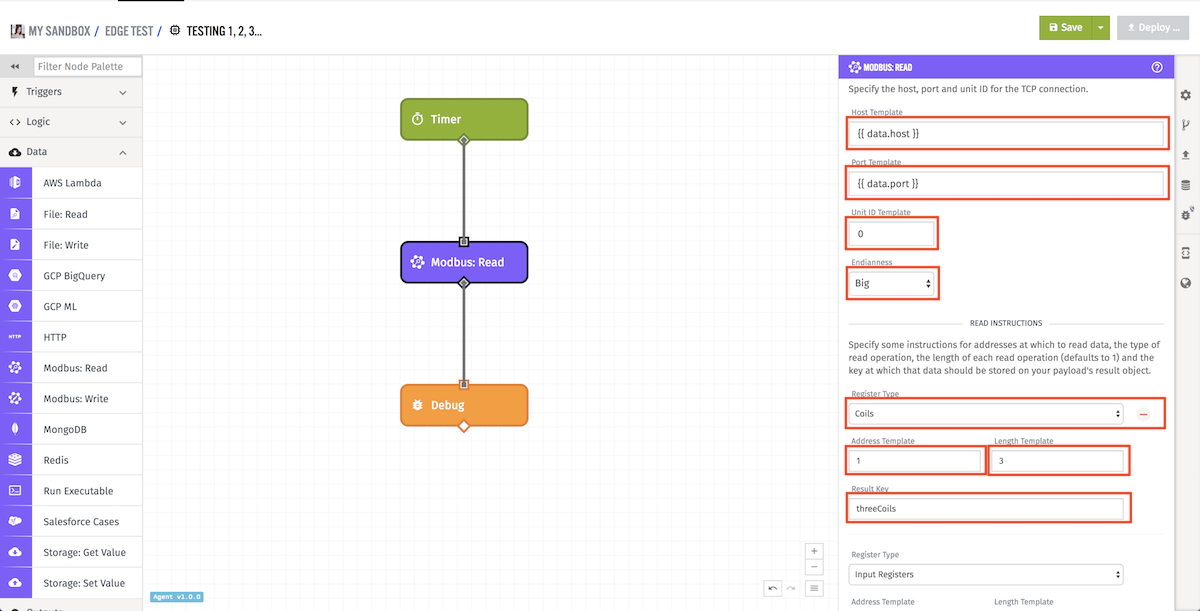 MY SANDBOX / EDGE TEST / TESTING 1, 2, 3...
Save
Deploy ...
Filter Node Palette
Triggers
Logic
Data
AWS Lambda
File: Read
File: Write
GCP BigQuery
GCP ML
HTTP
HTTP
Modbus: Read
Modbus: Write
MongoDB
Redis
Run Executable
Salesforce Cases
Storage: Get Value
Storage: Set Value
Timer
Modbus: Read
Debug
Agent v1.0.0
MODBUS: READ
Specify the host, port and unit ID for the TCP connection.
Host Template
{{ data.host }}
Port Template
{{ data.port }}
Unit ID Template
0
Endianness
Big
READ INSTRUCTIONS
Specify some instructions for addresses at which to read data, the type of
read operation, the length of each read operation (defaults to 1) and the
key at which that data should be stored on your payload's result object.
Register Type
Coils
Address Template Length Template
1 3
Result Key
threeCoils
Register Type
Input Registers
Address Template Length Template